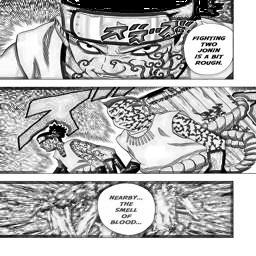 FIGHTING
TWO
JONIN
IS A BIT
ROUGH.
NEARBY...
THE
SMELL
OF
BLOOD...